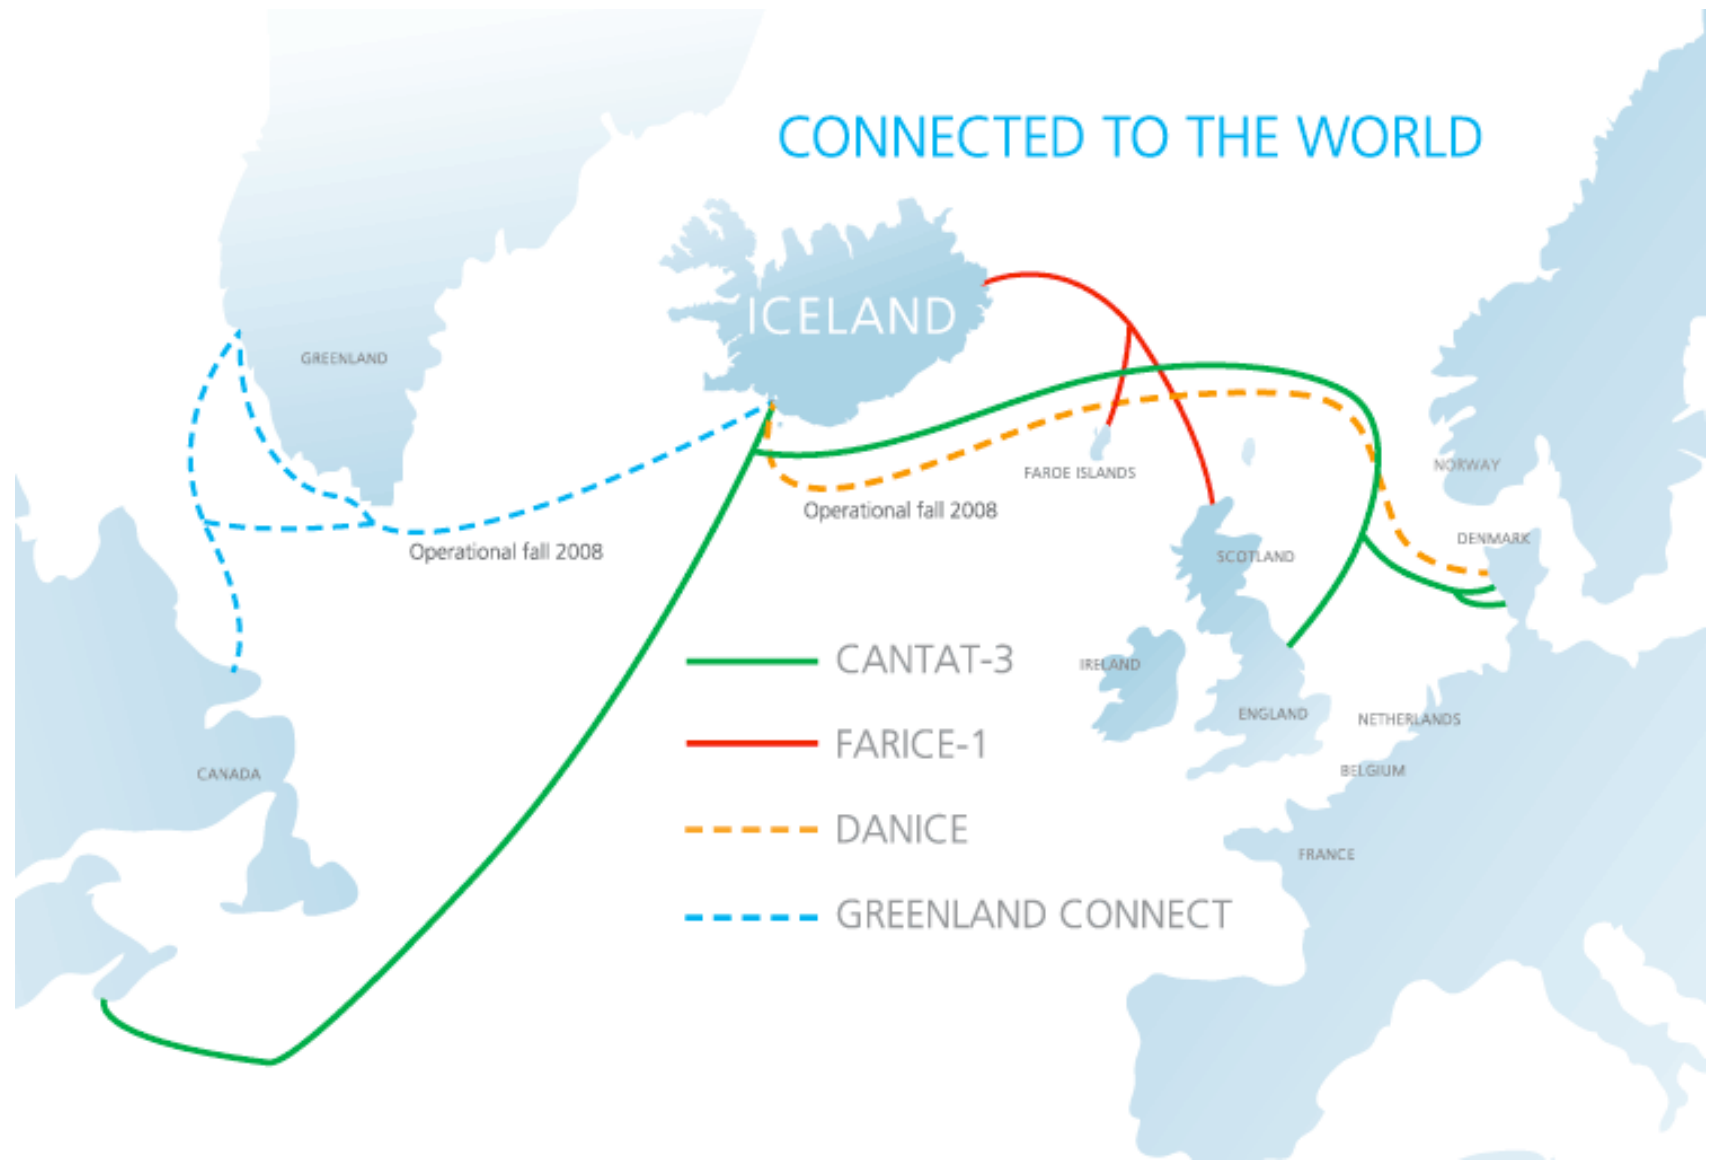 CONNECTED TO THE WORLD
ICELAND
GREENLAND
FAROE ISLANDS
NORWAY
Operational fall 2008
DENMARK
Operational fall 2008
SCOTLAND
CANTAT-3
IRELAND
ENGLAND
NETHERLANDS
FARICE-1
CANADA
BELGIUM
DANICE
FRANCE
GREENLAND CONNECT